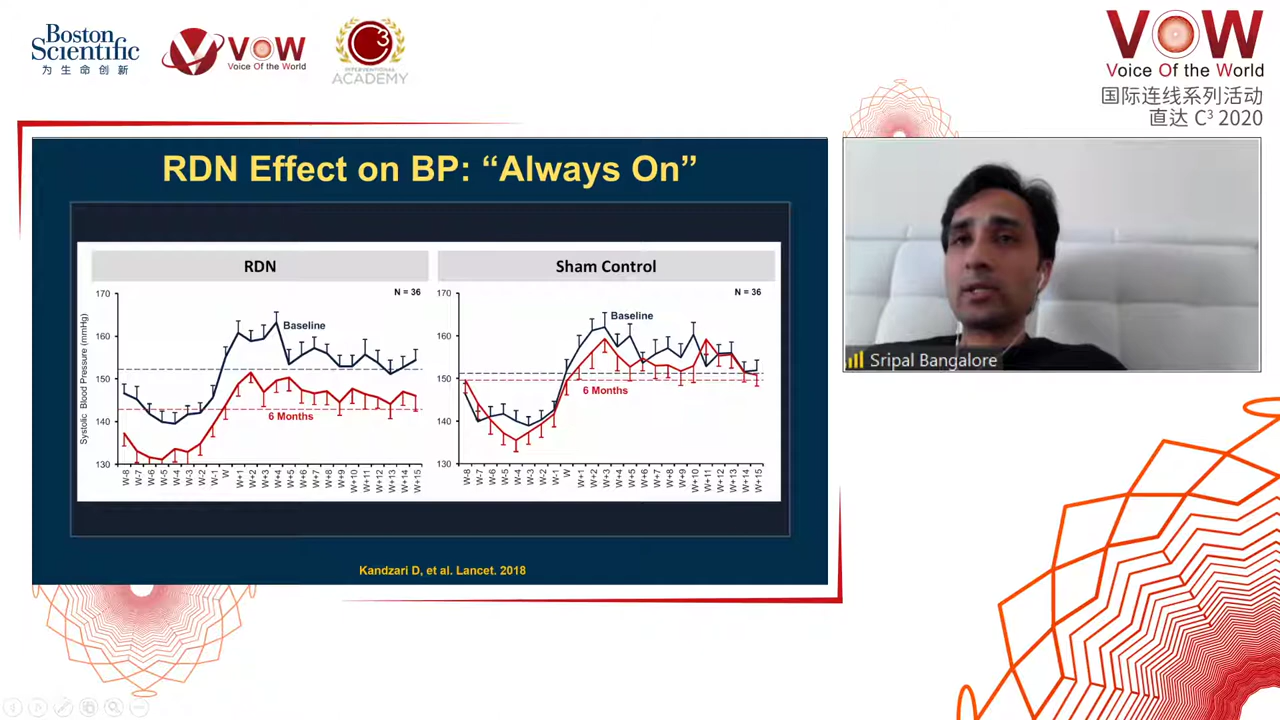 Boston
Scientific
为生命创新
VOW
Voice Of the World
C3
INTERNATIONAL
ACADEMY
VOW
Voice Of the World
国际连线系列活动
直达 C³ 2020
RDN Effect on BP: “Always On”
RDN
Sham Control
N = 36
N = 36
Systolic Blood Pressure (mmHg)
170
160
150
140
130
Baseline
6 Months
W-8 W-7 W-6 W-5 W-4 W-3 W-2 W-1 W W+1 W+2 W+3 W+4 W+5 W+6 W+7 W+8 W+9 W+10 W+11 W+12 W+13 W+14 W+15
170
160
150
140
130
Baseline
6 Months
W-8 W-7 W-6 W-5 W-4 W-3 W-2 W-1 W W+1 W+2 W+3 W+4 W+5 W+6 W+7 W+8 W+9 W+10 W+11 W+12 W+13 W+14 W+15
Kandzari D, et al. Lancet. 2018
Sripal Bangalore